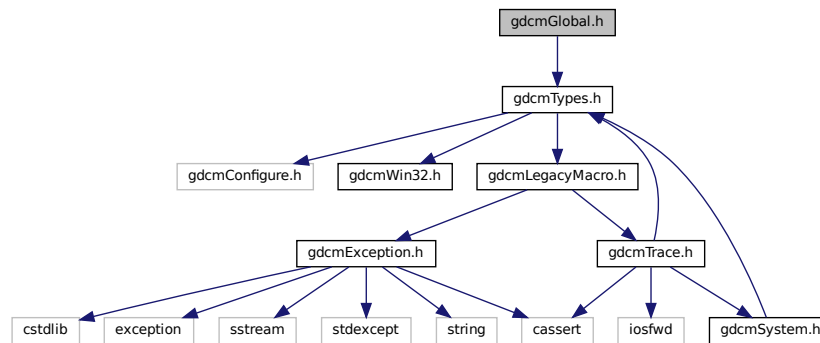 gdcmGlobal.h
gdcmTypes.h
gdcmConfigure.h
gdcmWin32.h
gdcmLegacyMacro.h
gdcmException.h
gdcmTrace.h
cstdlib
exception
sstream
stdexcept
string
cassert
iosfwd
gdcmSystem.h